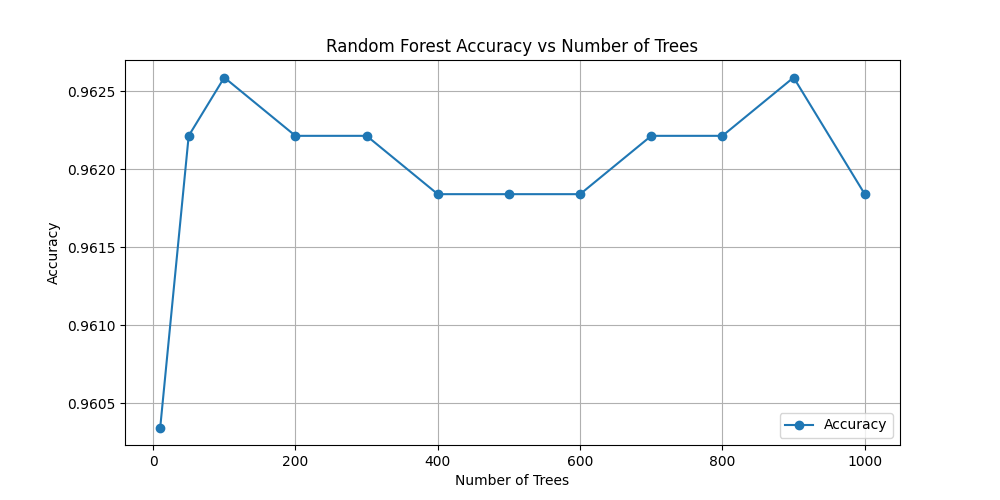 Random Forest Accuracy vs Number of Trees
0.9625
0.9620
0.9615
0.9610
0.9605
Accuracy
Accuracy
0 200 400 600 800 1000
Number of Trees